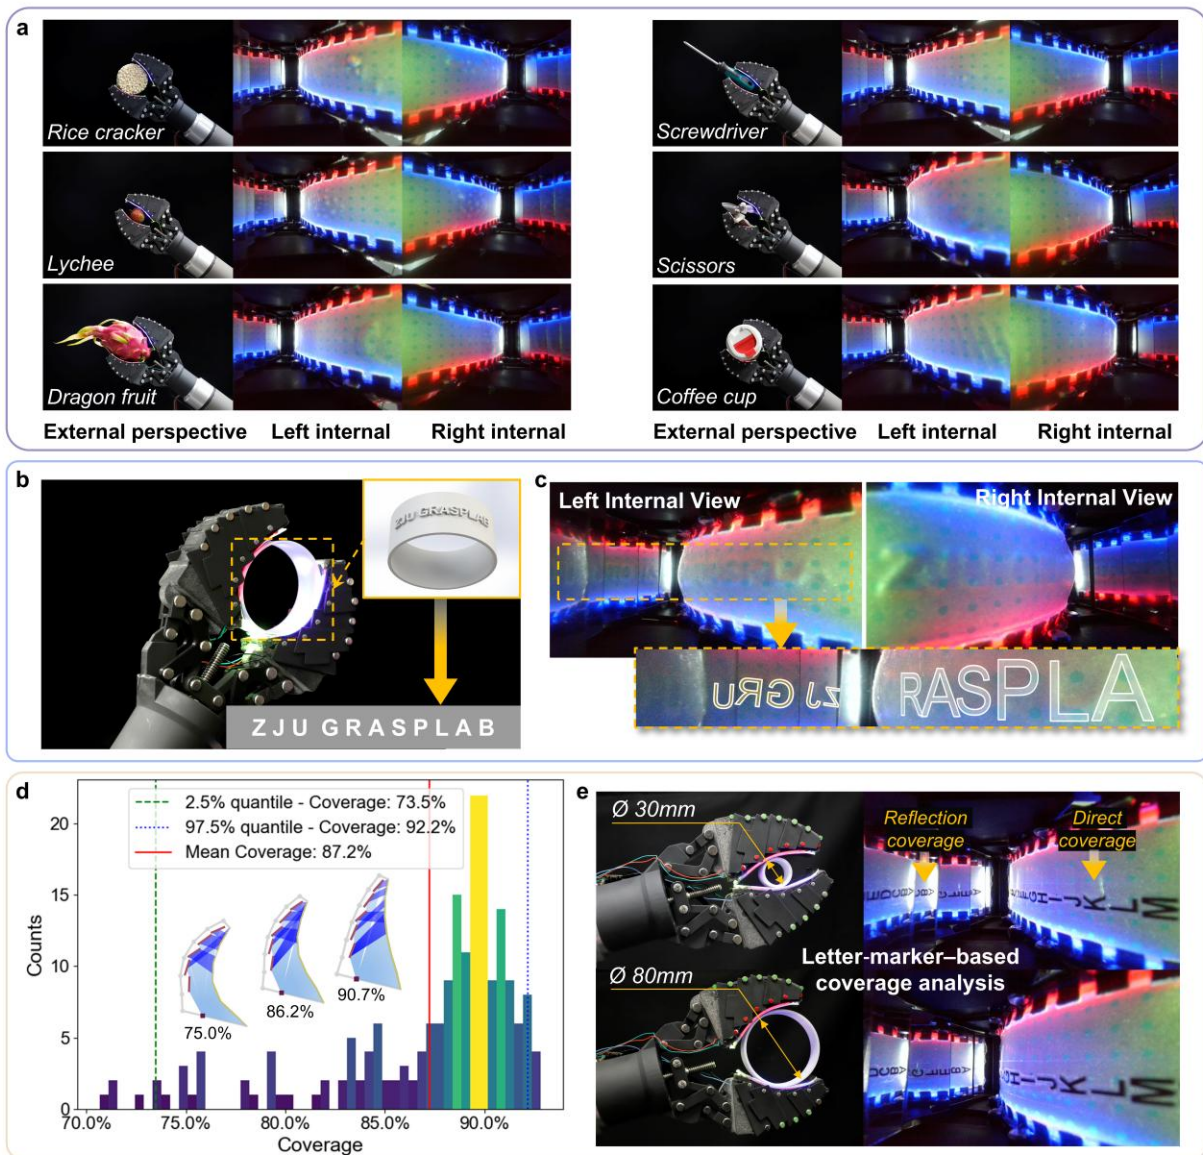 a
Rice cracker
Lychee
Dragon fruit
External perspective
Left internal
Right internal
Screwdriver
Scissors
Coffee cup
External perspective
Left internal
Right internal
b
ZJU GRASPLAB
ZJU GRASPLAB
c
Left Internal View
Right Internal View
ZJ GRU
RASPLA
d
2.5% quantile - Coverage: 73.5%
97.5% quantile - Coverage: 92.2%
Mean Coverage: 87.2%
Counts
20
15
10
5
0
75.0%
86.2%
90.7%
70.0%
75.0%
80.0%
85.0%
90.0%
Coverage
e
Ø 30mm
Ø 80mm
Reflection
coverage
Direct
coverage
Letter-marker–based
coverage analysis
GHIJKLM
GHIJKLM